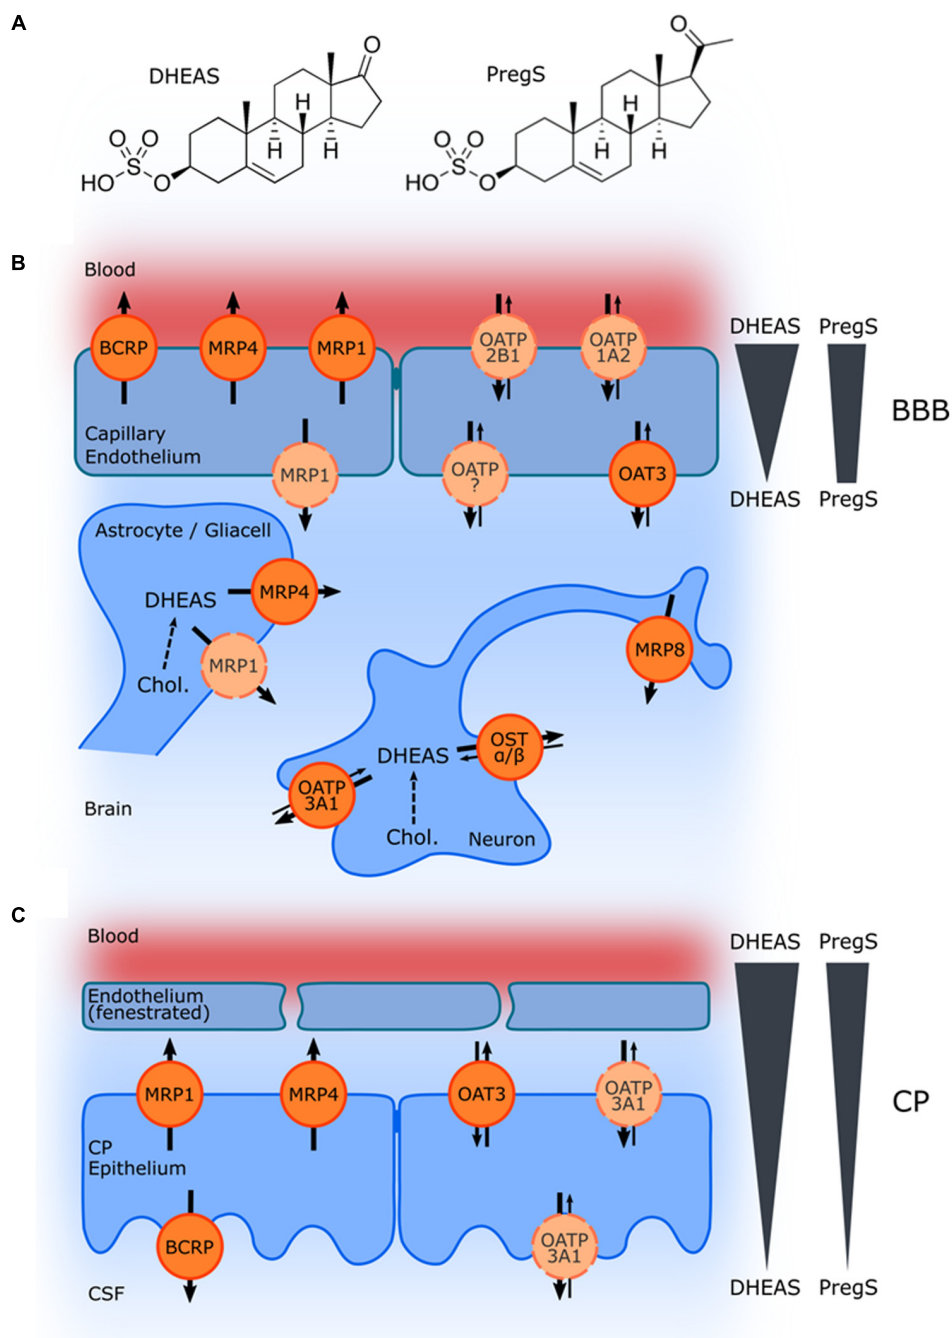 A
DHEAS
PregS
O
O
H
H
H
H
H
H
O O
S
HO
O
O O
S
HO
O
B
Blood
BCRP
MRP4
MRP1
OATP
2B1
OATP
1A2
Capillary
Endothelium
MRP1
OATP
?
OAT3
DHEAS PregS
BBB
DHEAS PregS
Astrocyte / Gliacell
DHEAS
MRP4
MRP1
Chol.
MRP8
OST
α/β
DHEAS
OATP
3A1
Chol.
Neuron
Brain
C
Blood
DHEAS PregS
Endothelium
(fenestrated)
MRP1
MRP4
OAT3
OATP
3A1
CP
CP
Epithelium
BCRP
OATP
3A1
CSF
DHEAS PregS